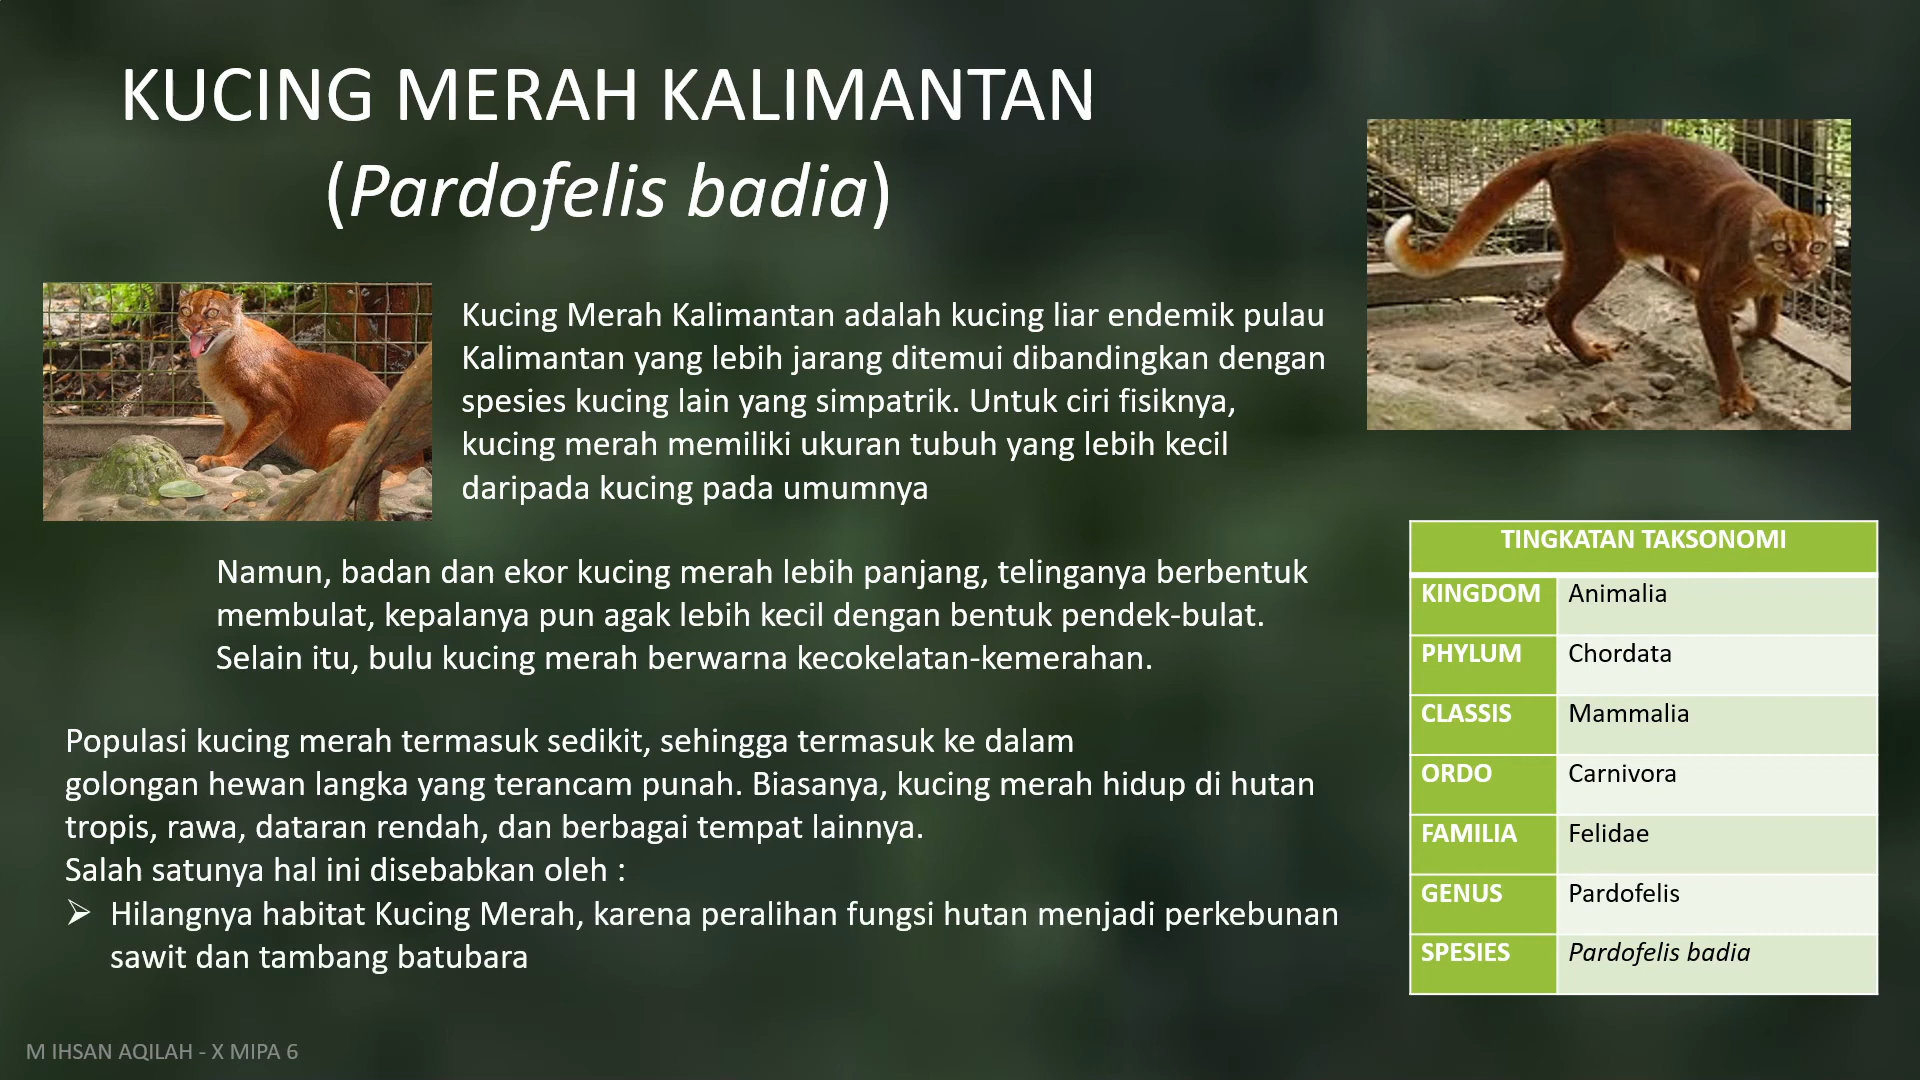 KUCING MERAH KALIMANTAN
(Pardofelis badia)
Kucing Merah Kalimantan adalah kucing liar endemik pulau
Kalimantan yang lebih jarang ditemui dibandingkan dengan
spesies kucing lain yang simpatrik. Untuk ciri fisiknya,
kucing merah memiliki ukuran tubuh yang lebih kecil
daripada kucing pada umumnya
Namun, badan dan ekor kucing merah lebih panjang, telinganya berbentuk
membulat, kepalanya pun agak lebih kecil dengan bentuk pendek-bulat.
Selain itu, bulu kucing merah berwarna kecokelatan-kemerahan.
Populasi kucing merah termasuk sedikit, sehingga termasuk ke dalam
golongan hewan langka yang terancam punah. Biasanya, kucing merah hidup di hutan
tropis, rawa, dataran rendah, dan berbagai tempat lainnya.
Salah satunya hal ini disebabkan oleh :
➢ Hilangnya habitat Kucing Merah, karena peralihan fungsi hutan menjadi perkebunan
sawit dan tambang batubara
TINGKATAN TAKSONOMI
KINGDOM Animalia
PHYLUM Chordata
CLASSIS Mammalia
ORDO Carnivora
FAMILIA Felidae
GENUS Pardofelis
SPESIES Pardofelis badia
M IHSAN AQILAH - X MIPA 6